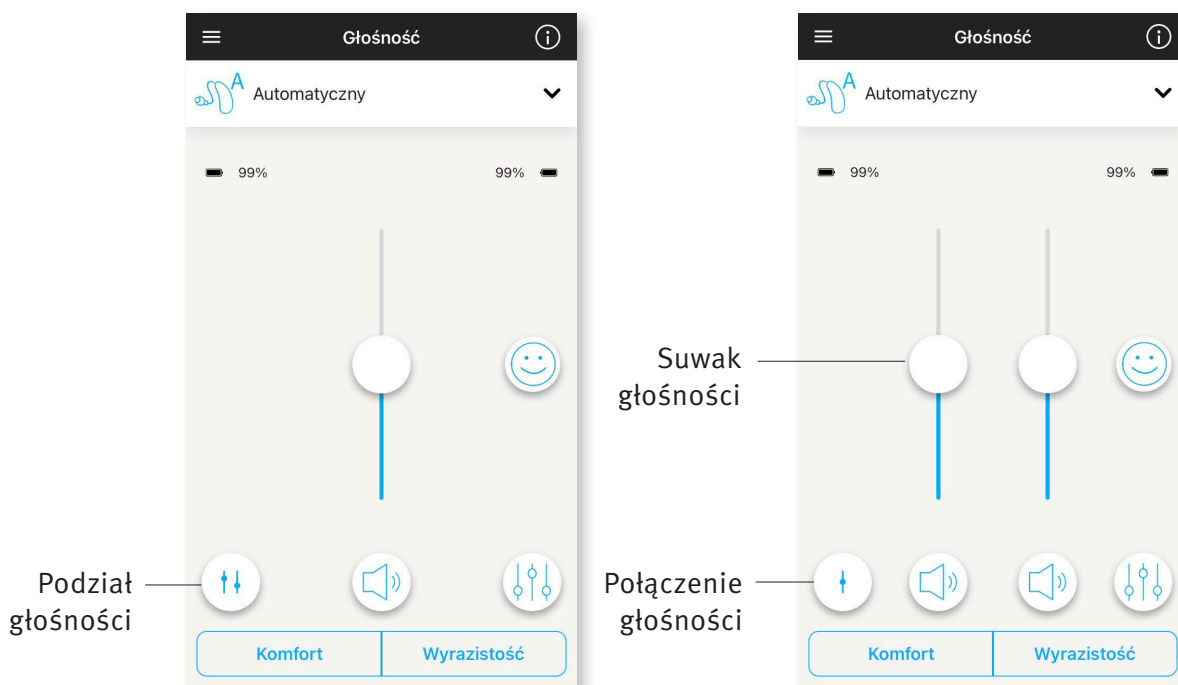 Głośność
A
Automatyczny
99%
99%
Podział
głośności
Komfort
Wyrazistość
Głośność
A
Automatyczny
99%
99%
Suwak
głośności
Połączenie
głośności
Komfort
Wyrazistość